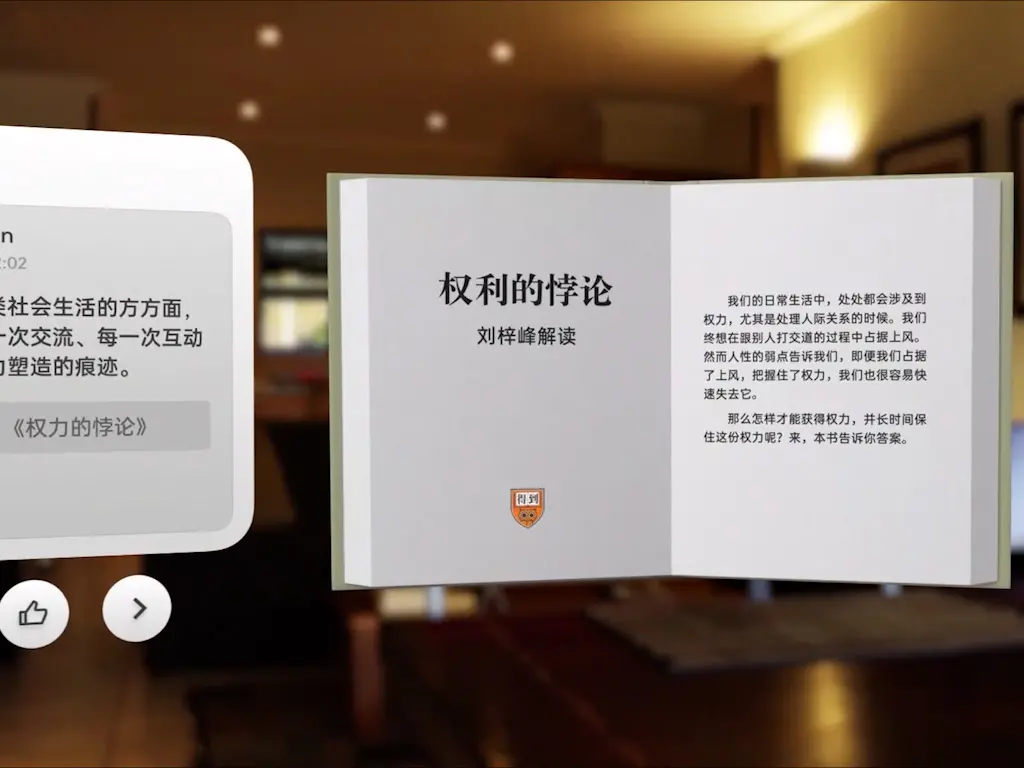 n
:02
社会生活的方方面,
次交流、每一次互动
塑造的痕迹。
《权力的悖论》
权利的悖论
刘梓峰解读
得到
我们的日常生活中，处处都会涉及到
权力，尤其是处理人际关系的时候。我们
终想在跟别人打交道的过程中占据上风。
然而人性的弱点告诉我们，即便我们占据
了上风，把握住了权力，我们也很容易快
速失去它。
那么怎样才能获得权力，并长时间保
住这份权力呢？来，本书告诉你答案。